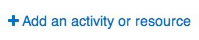 + Add an activity or resource